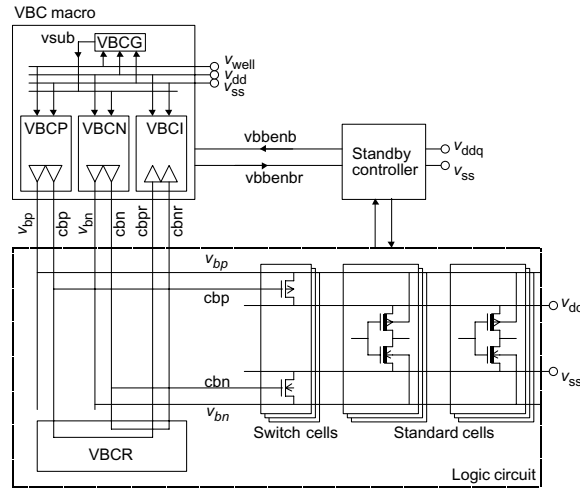 VBC macro
vsub
VBCG
vwell
vdd
vss
VBCP
VBCN
VBCI
vbbenb
vbbenbr
Standby
controller
vddq
vss
vbp
cbp
vbn
cbn
cbpr
cbnr
vbp
cbp
vdd
vss
cbn
vbn
Switch cells
Standard cells
VBCR
Logic circuit